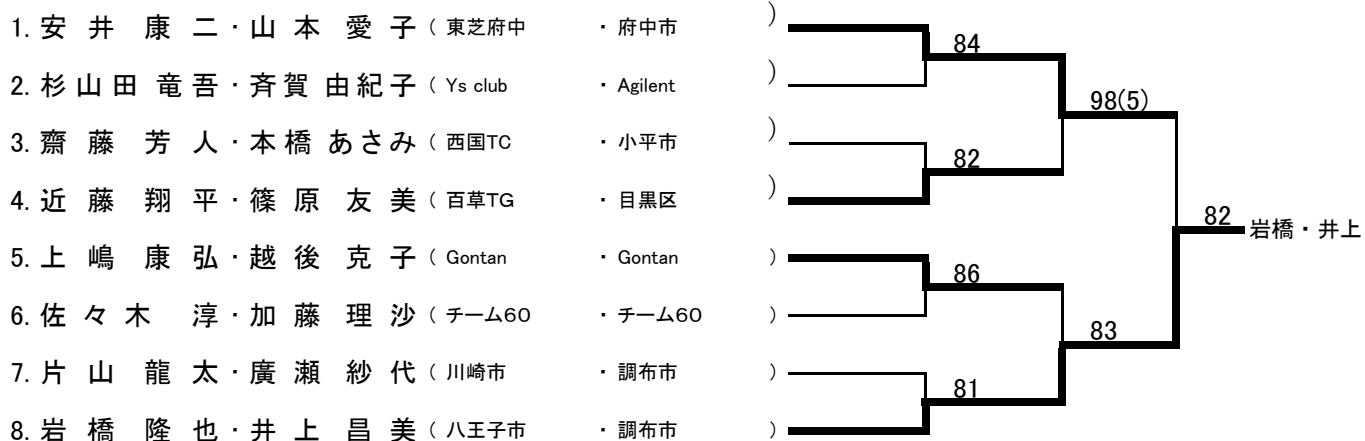 1. 安井 康二・山本 愛子 ( 東芝府中 ・ 府中市 )
84
2. 杉山田 竜吾・斉賀 由紀子 ( Ys club ・ Agilent )
98(5)
3. 齋藤 芳人・本橋 あさみ ( 西国TC ・ 小平市 )
82
4. 近藤 翔平・篠原 友美 ( 百草TG ・ 目黒区 )
82 岩橋・井上
5. 上嶋 康弘・越後 克子 ( Gontan ・ Gontan )
86
6. 佐々木 淳・加藤 理沙 ( チーム60 ・ チーム60 )
83
7. 片山 龍太・廣瀬 紗代 ( 川崎市 ・ 調布市 )
81
8. 岩橋 隆也・井上 昌美 ( 八王子市 ・ 調布市 )